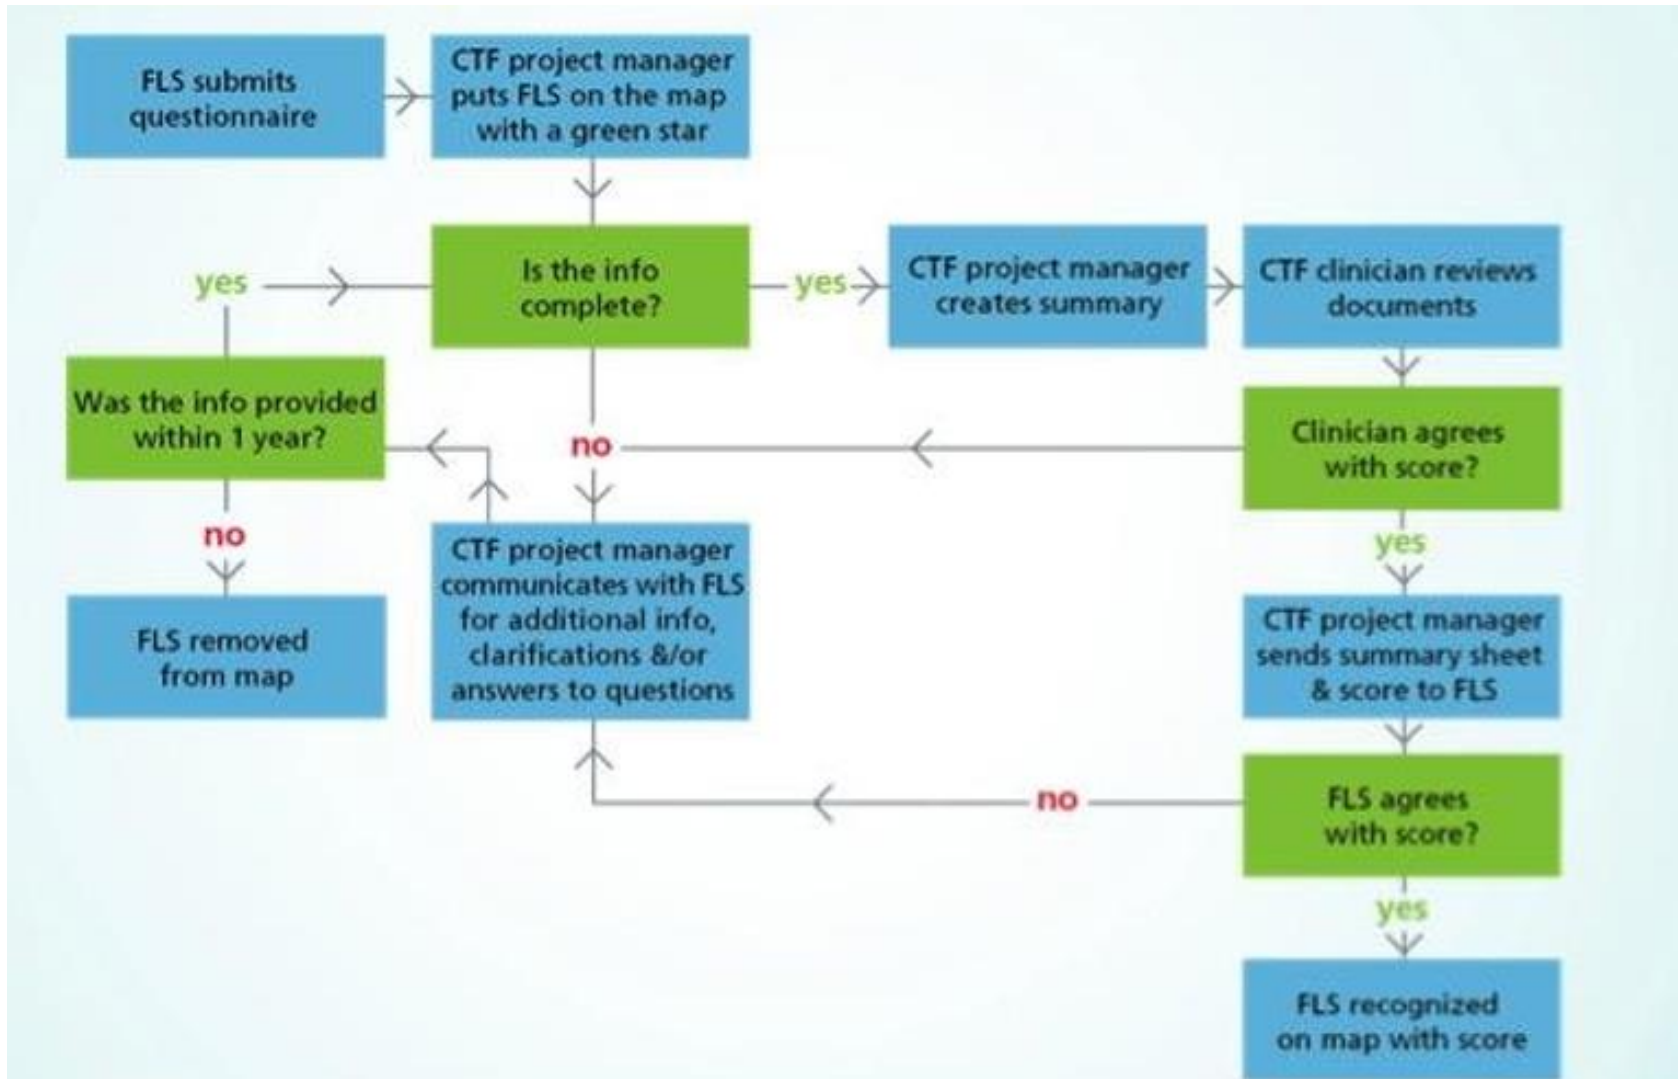 FLS submits
questionnaire
CTF project manager
puts FLS on the map
with a green star
Is the info
complete?
yes
CTF project manager
creates summary
CTF clinician reviews
documents
yes
Was the info provided
within 1 year?
no
Clinician agrees
with score?
no
FLS removed
from map
CTF project manager
communicates with FLS
for additional info,
clarifications &/or
answers to questions
yes
CTF project manager
sends summary sheet
& score to FLS
FLS agrees
with score?
no
yes
FLS recognized
on map with score